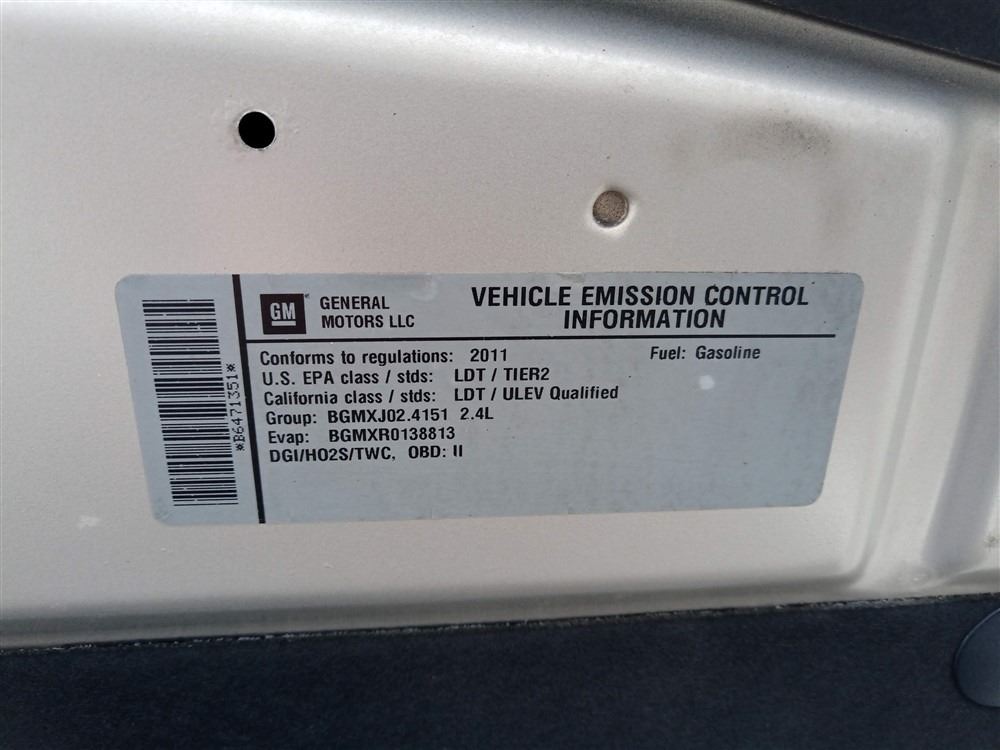 *B6471351*
GM GENERAL
MOTORS LLC
VEHICLE EMISSION CONTROL
INFORMATION
Conforms to regulations: 2011 Fuel: Gasoline
U.S. EPA class / stds: LDT / TIER2
California class / stds: LDT / ULEV Qualified
Group: BGMXJ02.4151 2.4L
Evap: BGMXR0138813
DGI/HO2S/TWC, OBD: II